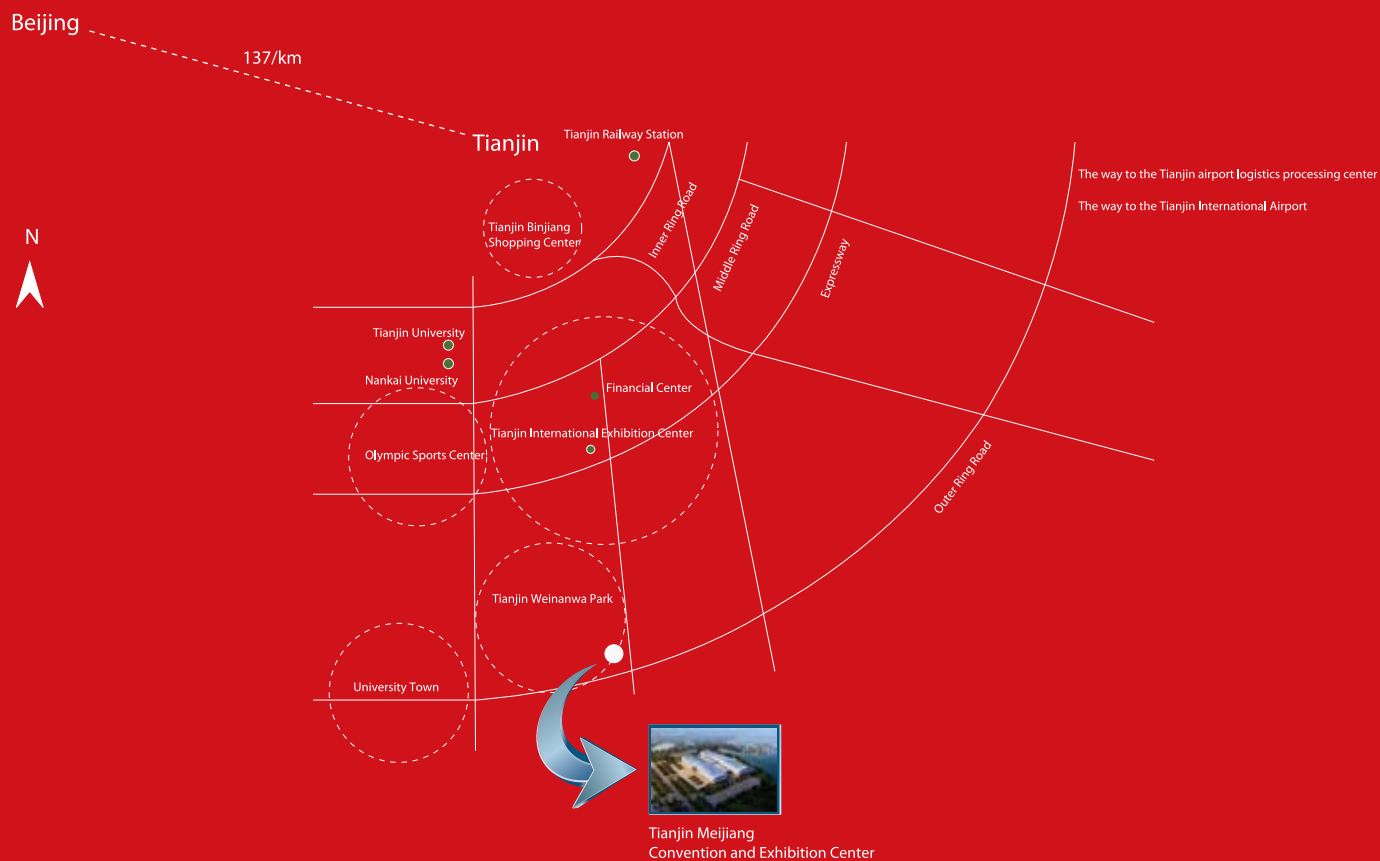 Beijing
137/km
Tianjin
Tianjin Railway Station
The way to the Tianjin airport logistics processing center
The way to the Tianjin International Airport
Tianjin Binjiang
Shopping Center
N
Inner Ring Road
Middle Ring Road
Expressway
Tianjin University
Nankai University
Financial Center
Tianjin International Exhibition Center
Olympic Sports Center
Outer Ring Road
Tianjin Weinanwa Park
University Town
Tianjin Meijiang
Convention and Exhibition Center